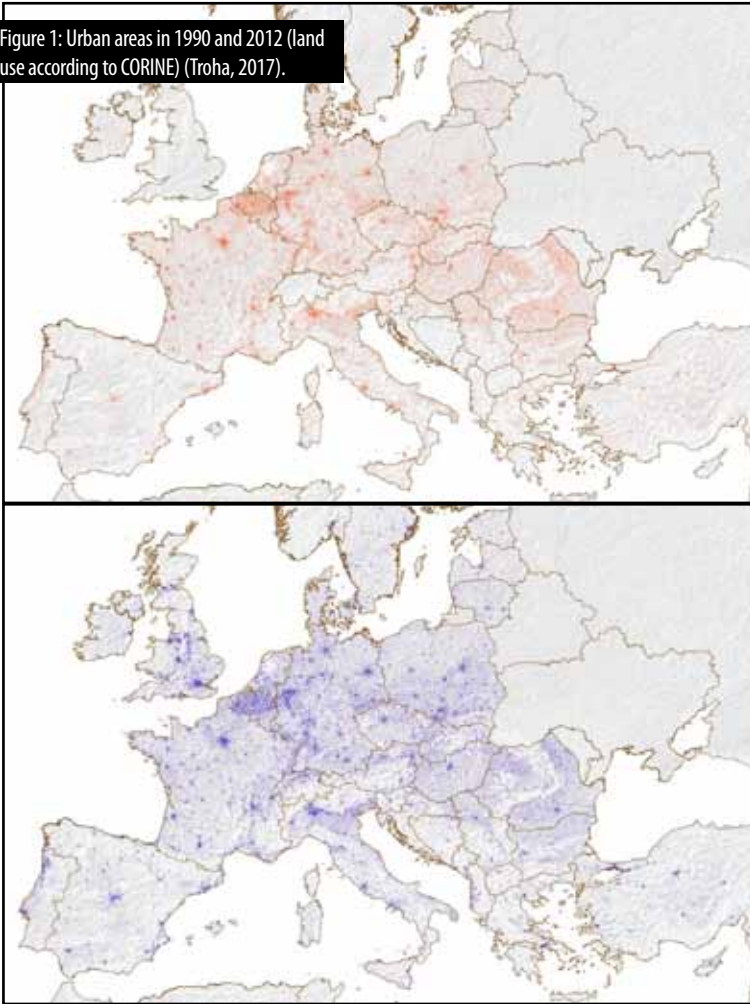 Figure 1: Urban areas in 1990 and 2012 (land
use according to CORINE) (Troha, 2017).